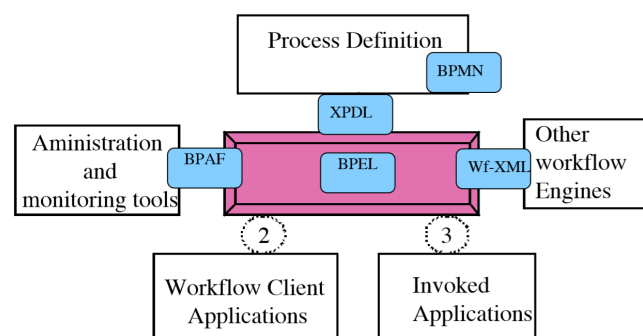 Process Definition
BPMN
XPDL
Aministration
and
monitoring tools
BPAF
BPEL
Wf-XML
Other
workflow
Engines
2
3
Workflow Client
Applications
Invoked
Applications